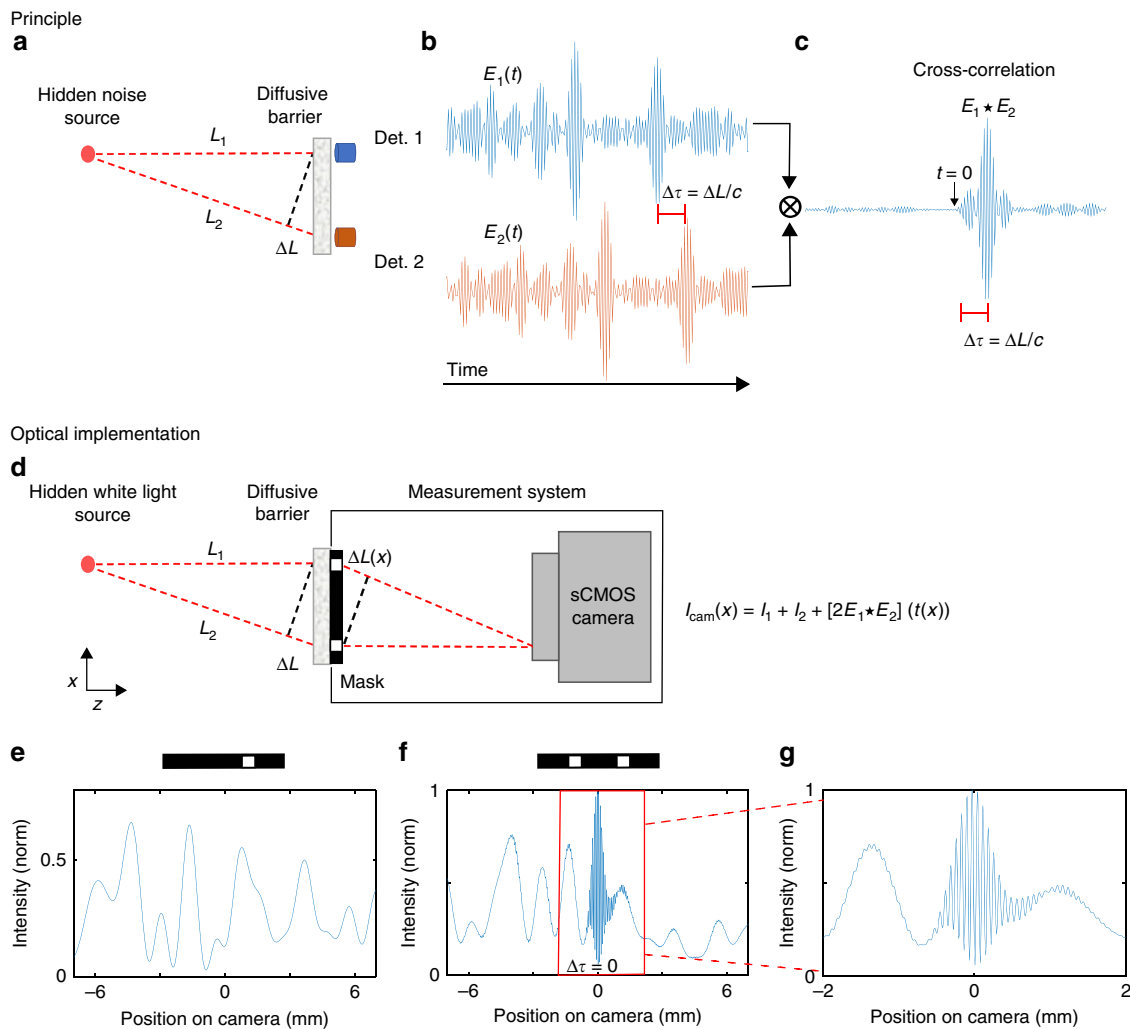 Principle
a
Hidden noise
source
Diffusive
barrier
L1
L2
ΔL
Det. 1
Det. 2
b
E1(t)
Δτ = ΔL/c
E2(t)
Time
c
Cross-correlation
E1 ★ E2
t = 0
Δτ = ΔL/c
Optical implementation
d
Hidden white light
source
Diffusive
barrier
Measurement system
L1
L2
ΔL
ΔL(x)
Mask
sCMOS
camera
x
z
Icam(x) = I1 + I2 + [2E1★E2] (t(x))
e
Intensity (norm)
0.5
0
–6
0
6
Position on camera (mm)
f
Intensity (norm)
1
0
Δτ = 0
–6
0
6
Position on camera (mm)
g
Intensity (norm)
1
0
–2
0
2
Position on camera (mm)